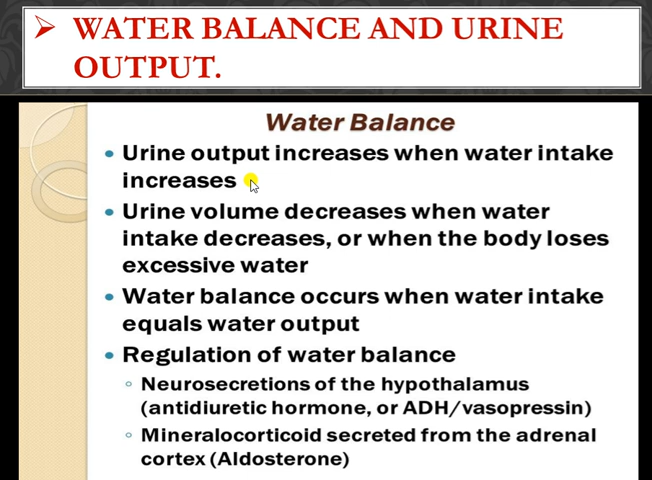 WATER BALANCE AND URINE
OUTPUT.
Water Balance
Urine output increases when water intake
increases
Urine volume decreases when water
intake decreases, or when the body loses
excessive water
Water balance occurs when water intake
equals water output
Regulation of water balance
Neurosecretions of the hypothalamus
(antidiuretic hormone, or ADH/vasopressin)
Mineralocorticoid secreted from the adrenal
cortex (Aldosterone)